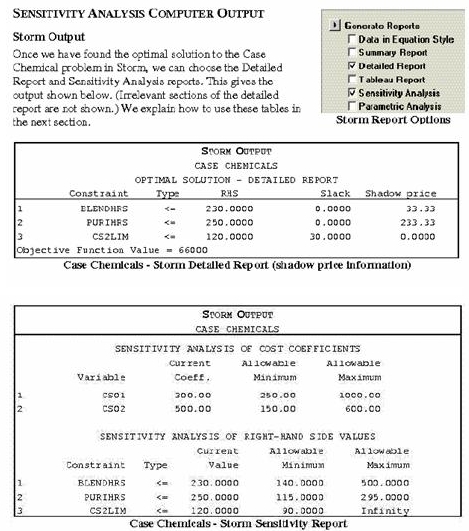 SENSITIVITY ANALYSIS COMPUTER OUTPUT
Storm Output
Once we have found the optimal solution to the Case
Chemical problem in Storm, we can choose the Detailed
Report and Sensitivity Analysis reports. This gives the
output shown below. (Irrelevant sections of the detailed
report are not shown.) We explain how to use these tables in
the next section.
Generate Reports
Data in Equation Style
Summary Report
Detailed Report
Tableau Report
Sensitivity Analysis
Parametric Analysis
Storm Report Options
STORM OUTPUT
CASE CHEMICALS
OPTIMAL SOLUTION - DETAILED REPORT
Constraint Type RHS Slack Shadow price
1 BLENDHRS <= 230.0000 0.0000 33.33
2 PURIHRS <= 250.0000 0.0000 233.33
3 CS2LIM <= 120.0000 30.0000 0.0000
Objective Function Value = 66000
Case Chemicals - Storm Detailed Report (shadow price information)
STORM OUTPUT
CASE CHEMICALS
SENSITIVITY ANALYSIS OF COST COEFFICIENTS
Current Allowable Allowable
Variable Coeff. Minimum Maximum
1 CS01 300.00 250.00 1000.00
2 CS02 500.00 150.00 600.00
SENSITIVITY ANALYSIS OF RIGHT-HAND SIDE VALUES
Current Allowable Allowable
Constraint Type Value Minimum Maximum
1 BLENDHRS <= 230.0000 140.0000 500.0000
2 PURIHRS <= 250.0000 115.0000 295.0000
3 CS2LIM <= 120.0000 90.0000 Infinity
Case Chemicals - Storm Sensitivity Report